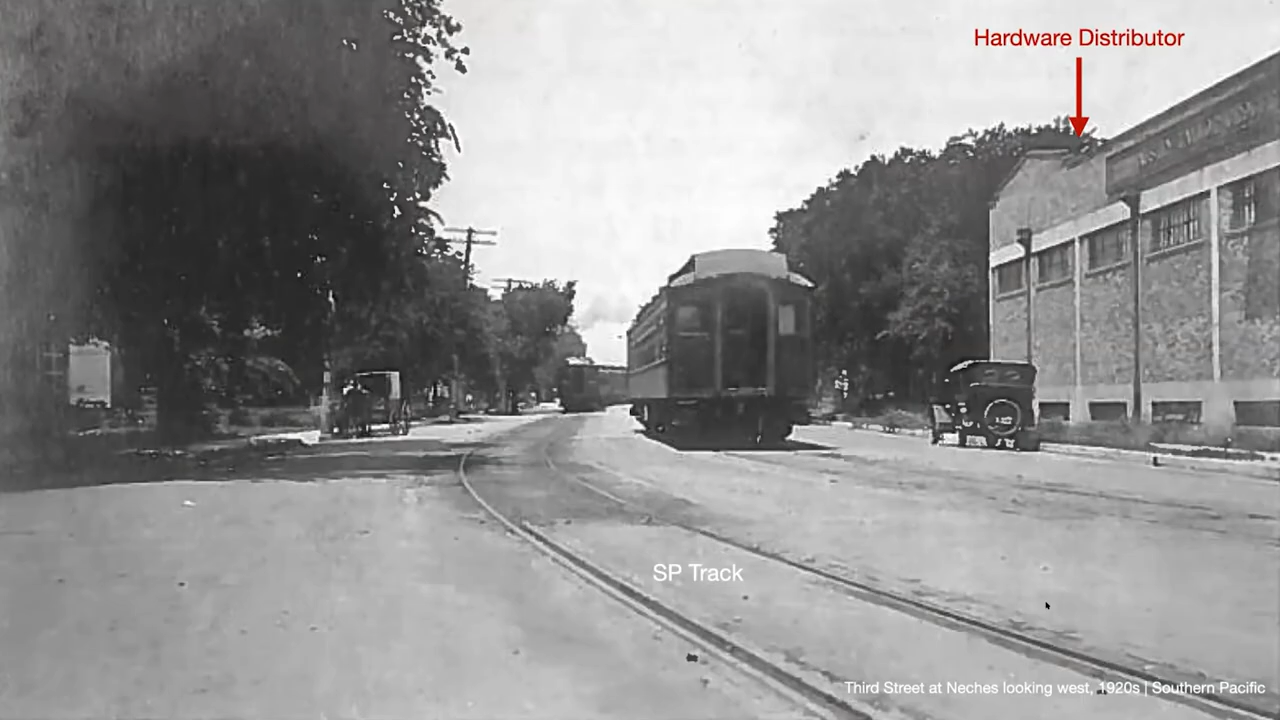 Hardware Distributor
SP Track
Third Street at Neches looking west, 1920s | Southern Pacific